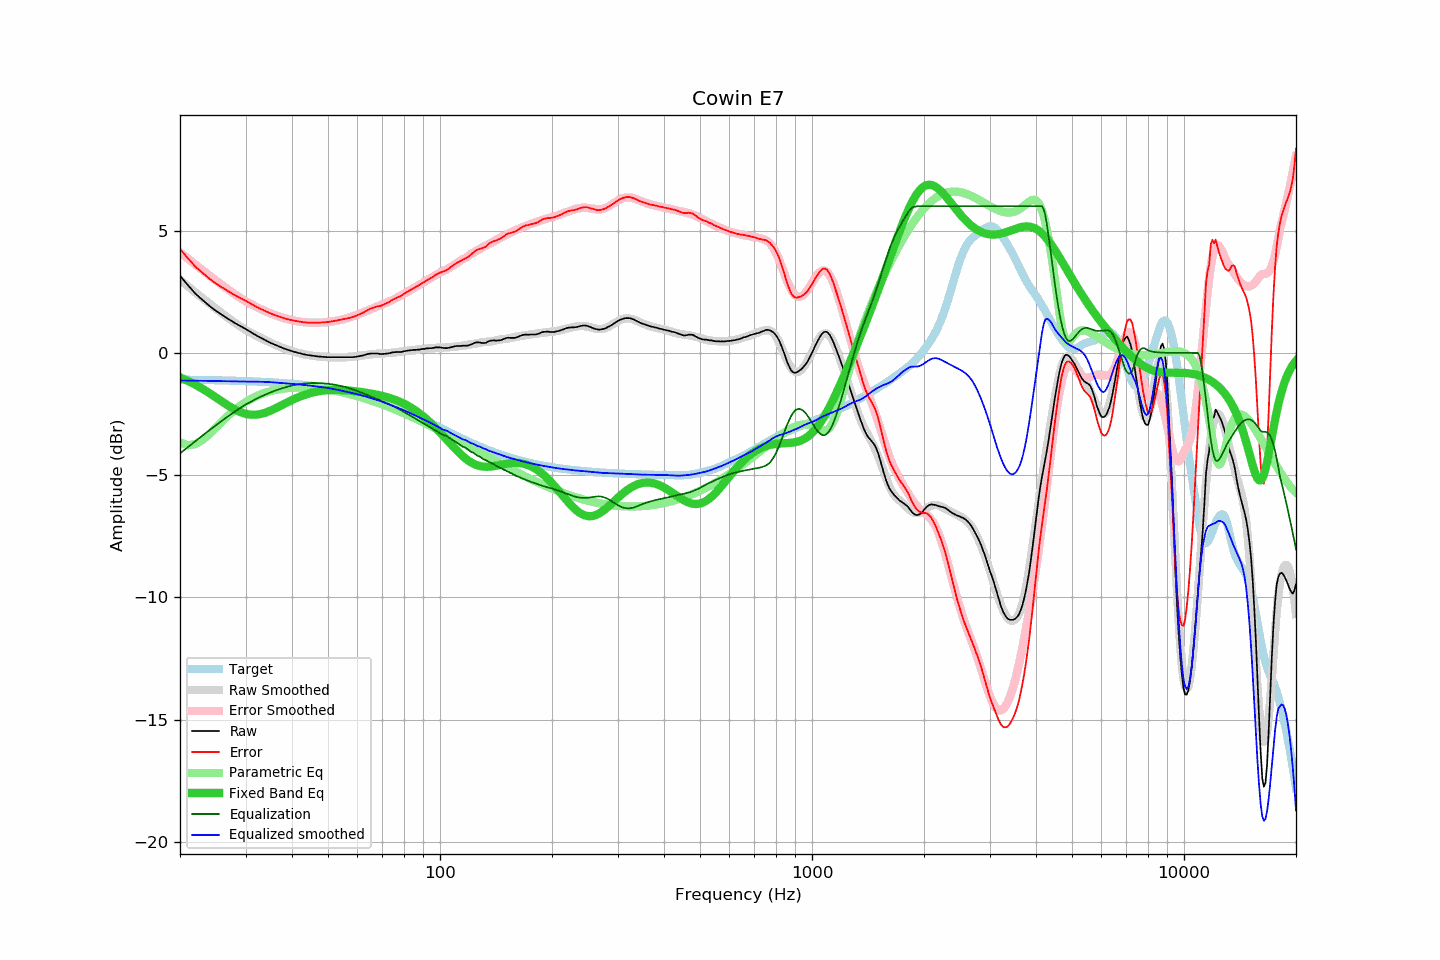 Cowin E7
Amplitude (dBr)
5
0
−5
−10
−15
−20
Target
Raw Smoothed
Error Smoothed
Raw
Error
Parametric Eq
Fixed Band Eq
Equalization
Equalized smoothed
100
1000
10000
Frequency (Hz)